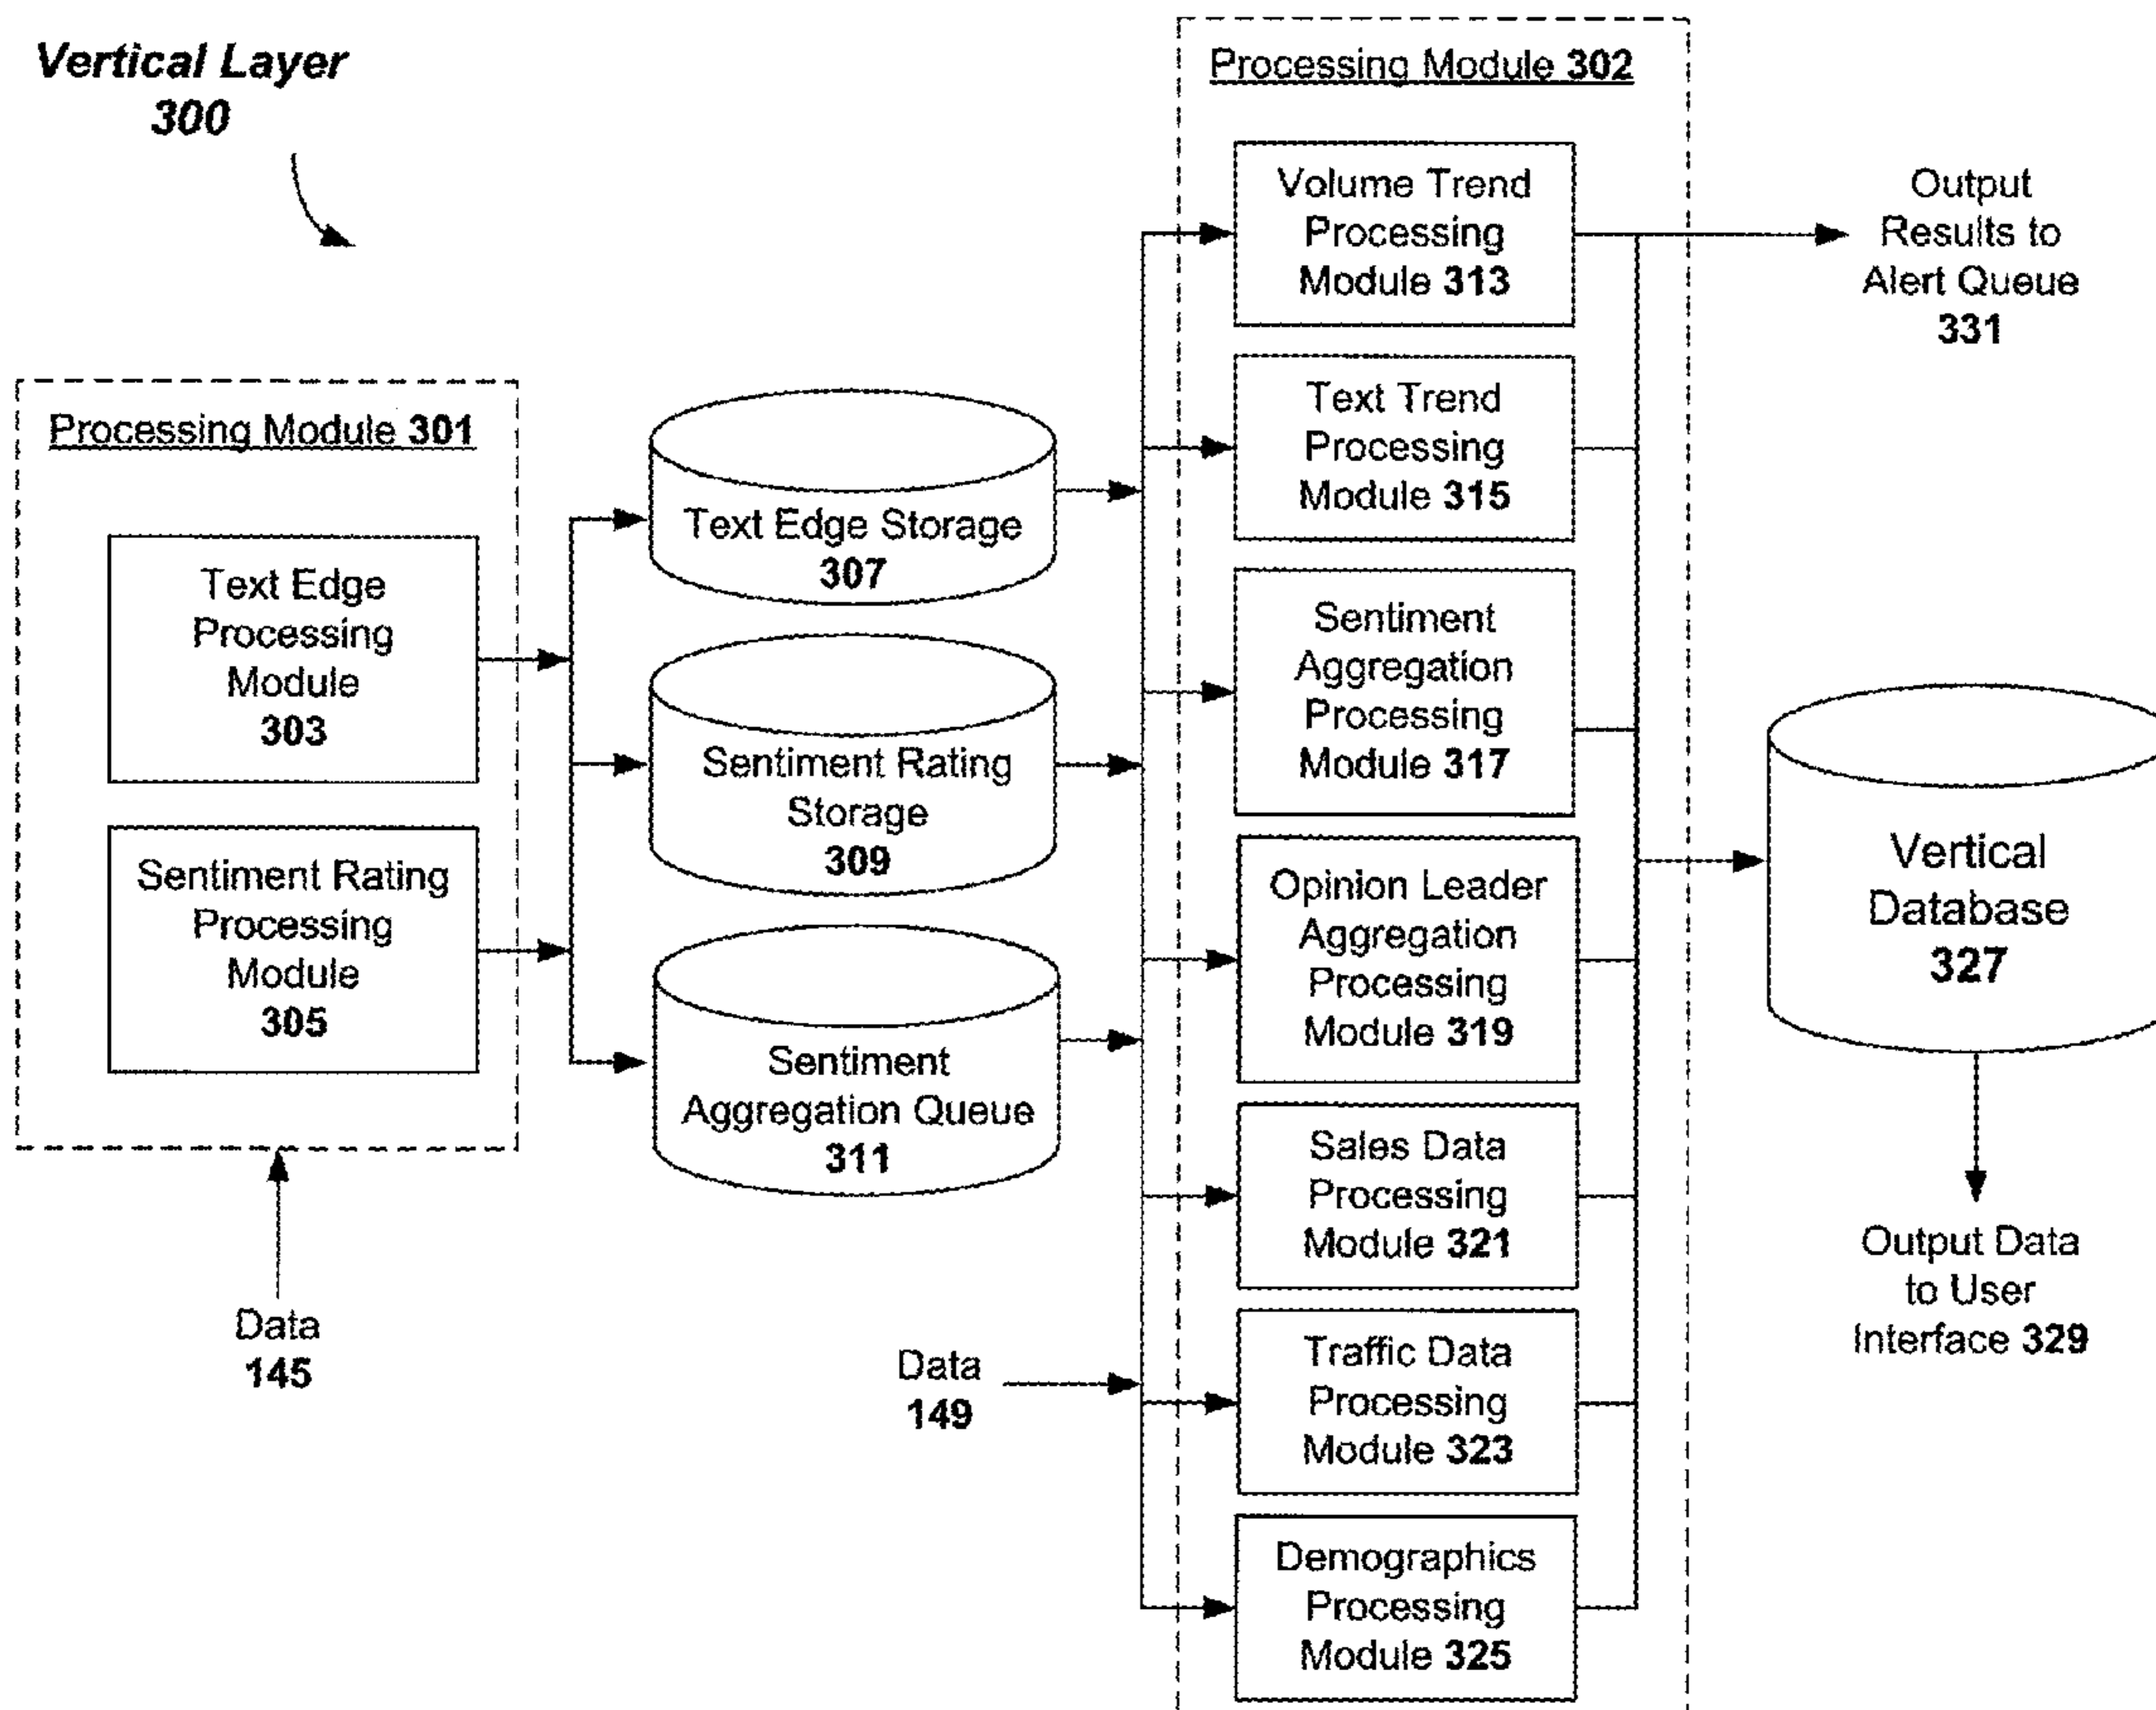 Vertical Layer
300
Processing Module 301
Text Edge
Processing
Module
303
Sentiment Rating
Processing
Module
305
Data
145
Text Edge Storage
307
Sentiment Rating
Storage
309
Sentiment
Aggregation Queue
311
Data
149
Processing Module 302
Volume Trend
Processing
Module 313
Text Trend
Processing
Module 315
Sentiment
Aggregation
Processing
Module 317
Opinion Leader
Aggregation
Processing
Module 319
Sales Data
Processing
Module 321
Traffic Data
Processing
Module 323
Demographics
Processing
Module 325
Output
Results to
Alert Queue
331
Vertical
Database
327
Output Data
to User
Interface 329